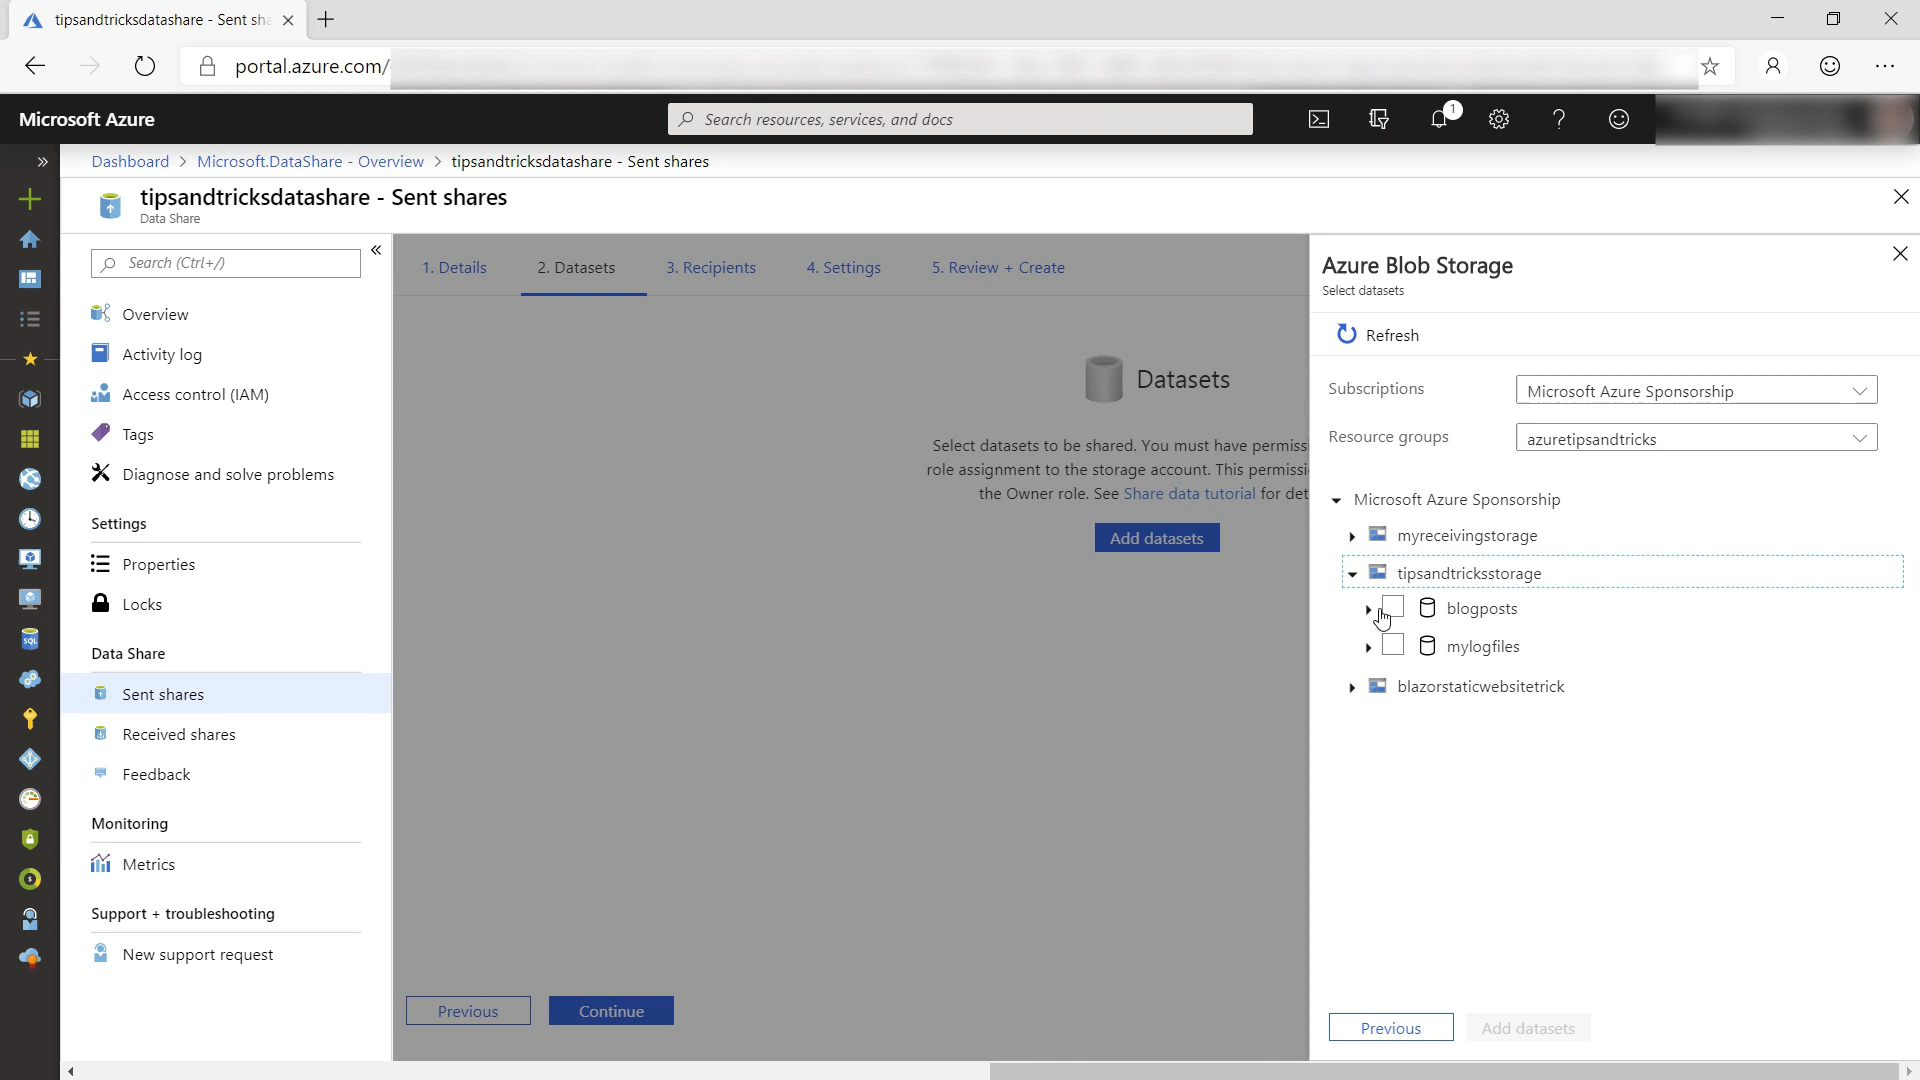 tipsandtricksdatashare - Sent sha
portal.azure.com/
Microsoft Azure
Search resources, services, and docs
1
Dashboard > Microsoft.DataShare - Overview > tipsandtricksdatashare - Sent shares
tipsandtricksdatashare - Sent shares
Data Share
Search (Ctrl+/)
Overview
Activity log
Access control (IAM)
Tags
Diagnose and solve problems
Settings
Properties
Locks
Data Share
Sent shares
Received shares
Feedback
Monitoring
Metrics
Support + troubleshooting
New support request
1. Details
2. Datasets
3. Recipients
4. Settings
5. Review + Create
Datasets
Select datasets to be shared. You must have permissi
role assignment to the storage account. This permissi
the Owner role. See Share data tutorial for det
Add datasets
Previous
Continue
Azure Blob Storage
Select datasets
Refresh
Subscriptions
Microsoft Azure Sponsorship
Resource groups
azuretipsandtricks
Microsoft Azure Sponsorship
myreceivingstorage
tipsandtricksstorage
blogposts
mylogfiles
blazorstaticwebsitetrick
Previous
Add datasets